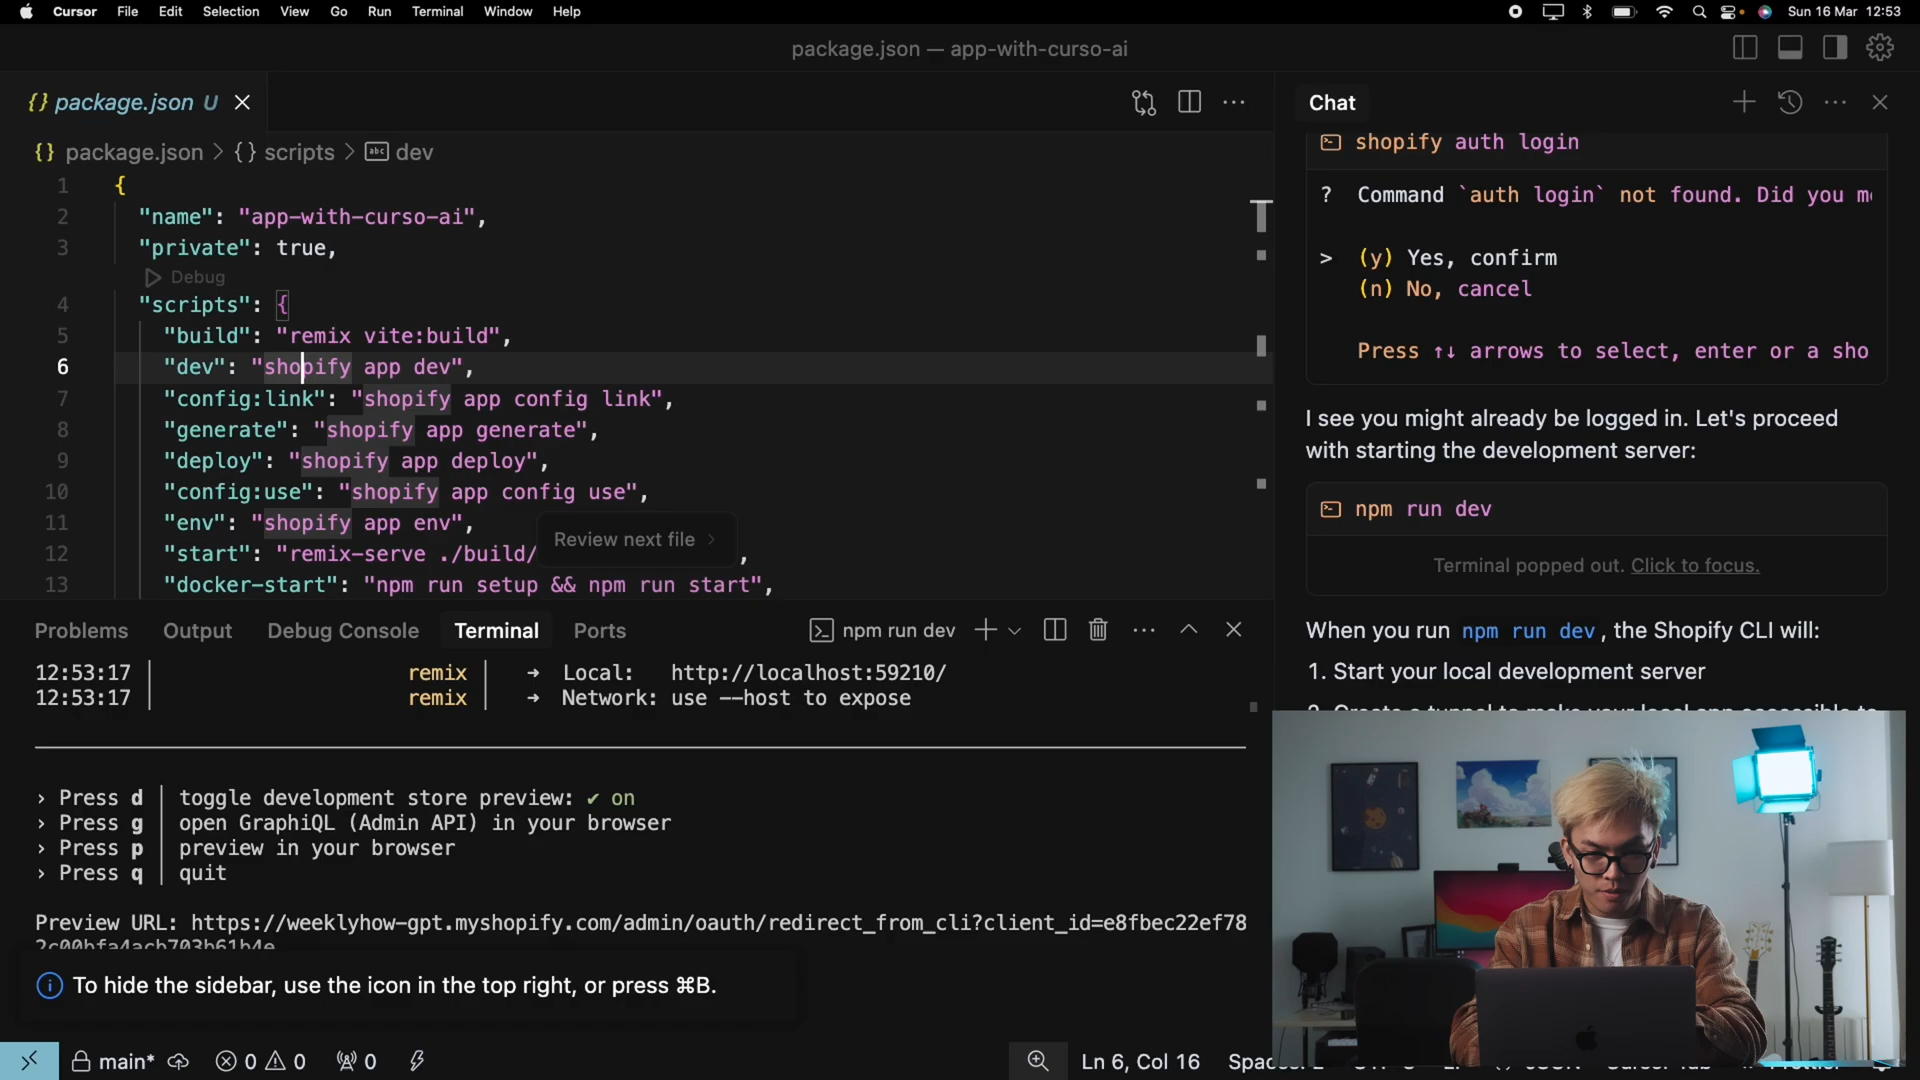 Cursor File Edit Selection View Go Run Terminal Window Help
Sun 16 Mar 12:53
package.json — app-with-curso-ai
{} package.json U
{} package.json > {} scripts > abc dev
1 {
2 "name": "app-with-curso-ai",
3 "private": true,
Debug
4 "scripts": {
5 "build": "remix vite:build",
6 "dev": "shopify app dev",
7 "config:link": "shopify app config link",
8 "generate": "shopify app generate",
9 "deploy": "shopify app deploy",
10 "config:use": "shopify app config use",
11 "env": "shopify app env",
12 "start": "remix-serve ./build/ ,
13 "docker-start": "npm run setup && npm run start",
Review next file >
Problems Output Debug Console Terminal Ports
npm run dev
12:53:17 | remix | → Local: http://localhost:59210/
12:53:17 | remix | → Network: use --host to expose
› Press d | toggle development store preview: ✔ on
› Press g | open GraphiQL (Admin API) in your browser
› Press p | preview in your browser
› Press q | quit
Preview URL: https://weeklyhow-gpt.myshopify.com/admin/oauth/redirect_from_cli?client_id=e8fbec22ef78
2c00bfa4acb703b61b4e
To hide the sidebar, use the icon in the top right, or press ⌘B.
main* 0 0 0
Ln 6, Col 16
Chat
shopify auth login
? Command `auth login` not found. Did you m
> (y) Yes, confirm
(n) No, cancel
Press ↑↓ arrows to select, enter or a sho
I see you might already be logged in. Let's proceed
with starting the development server:
npm run dev
Terminal popped out. Click to focus.
When you run npm run dev, the Shopify CLI will:
1. Start your local development server